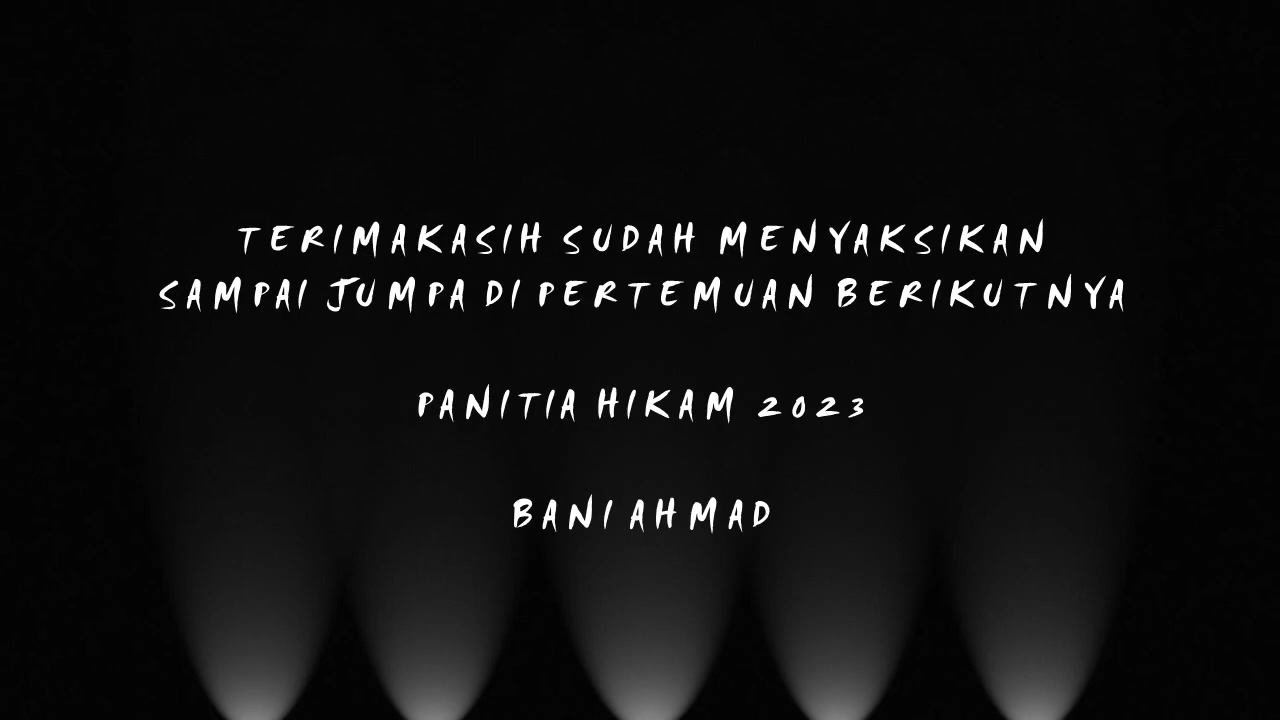 TERIMAKASIH SUDAH MENYAKSIKAN
SAMPAI JUMPA DI PERTEMUAN BERIKUTNYA
PANITIA HIKAM 2023
BANI AHMAD